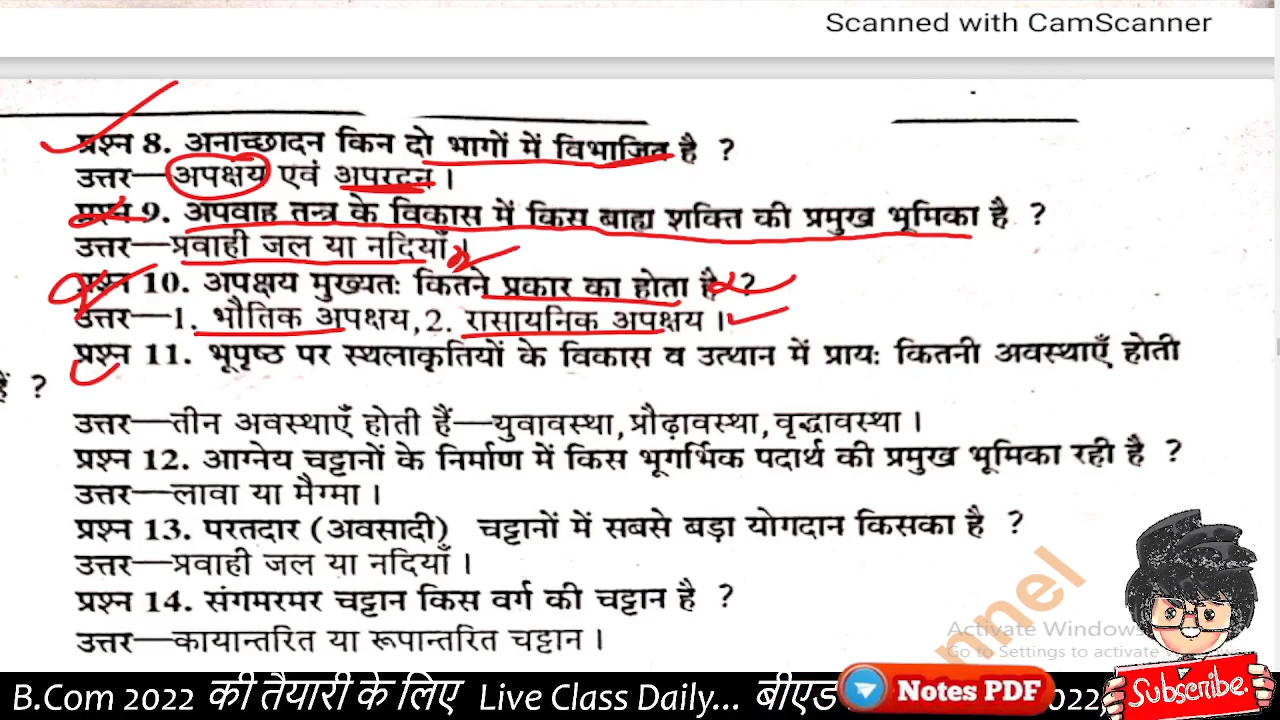 Scanned with CamScanner
प्रश्न 8. अनाच्छादन किन दो भागों में विभाजित है ?
उत्तर—अपक्षय एवं अपरदन ।
प्रश्न 9. अपवाह तन्त्र के विकास में किस बाह्य शक्ति की प्रमुख भूमिका है ?
उत्तर—प्रवाही जल या नदियाँ ।
प्रश्न 10. अपक्षय मुख्यतः कितने प्रकार का होता है ?
उत्तर—1. भौतिक अपक्षय, 2. रासायनिक अपक्षय ।
प्रश्न 11. भूपृष्ठ पर स्थलाकृतियों के विकास व उत्थान में प्रायः कितनी अवस्थाएँ होती
हैं ?
उत्तर—तीन अवस्थाएँ होती हैं—युवावस्था, प्रौढ़ावस्था, वृद्धावस्था ।
प्रश्न 12. आग्नेय चट्टानों के निर्माण में किस भूगर्भिक पदार्थ की प्रमुख भूमिका रही है ?
उत्तर—लावा या मैग्मा ।
प्रश्न 13. परतदार (अवसादी) चट्टानों में सबसे बड़ा योगदान किसका है ?
उत्तर—प्रवाही जल या नदियाँ ।
प्रश्न 14. संगमरमर चट्टान किस वर्ग की चट्टान है ?
उत्तर—कायान्तरित या रूपान्तरित चट्टान ।
Activate Windows
Go to Settings to activate
B.Com 2022 की तैयारी के लिए Live Class Daily... बीएड
Notes PDF
Subscribe